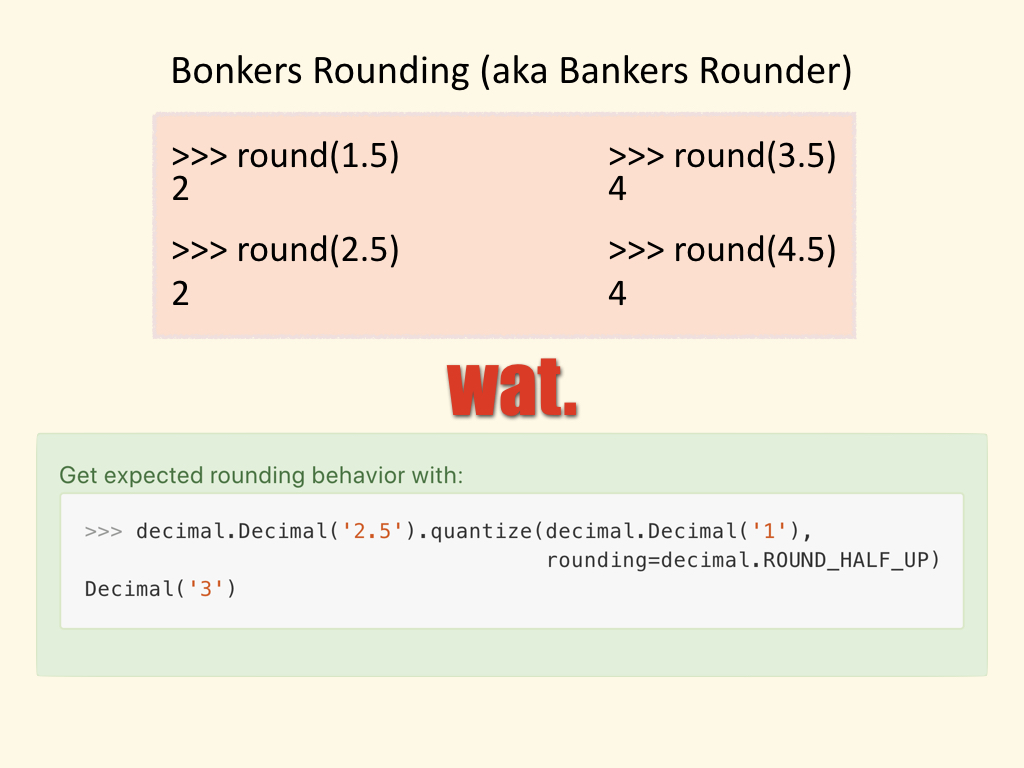 Bonkers Rounding (aka Bankers Rounder)
>>> round(1.5)
2
>>> round(2.5)
2
>>> round(3.5)
4
>>> round(4.5)
4
wat.
Get expected rounding behavior with:
>>> decimal.Decimal('2.5').quantize(decimal.Decimal('1'),
rounding=decimal.ROUND_HALF_UP)
Decimal('3')